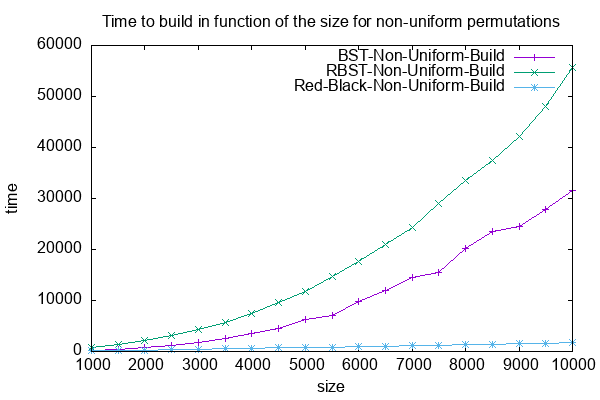 Time to build in function of the size for non-uniform permutations
60000
BST-Non-Uniform-Build
RBST-Non-Uniform-Build
Red-Black-Non-Uniform-Build
50000
40000
30000
20000
10000
0
time
1000 2000 3000 4000 5000 6000 7000 8000 9000 10000
size